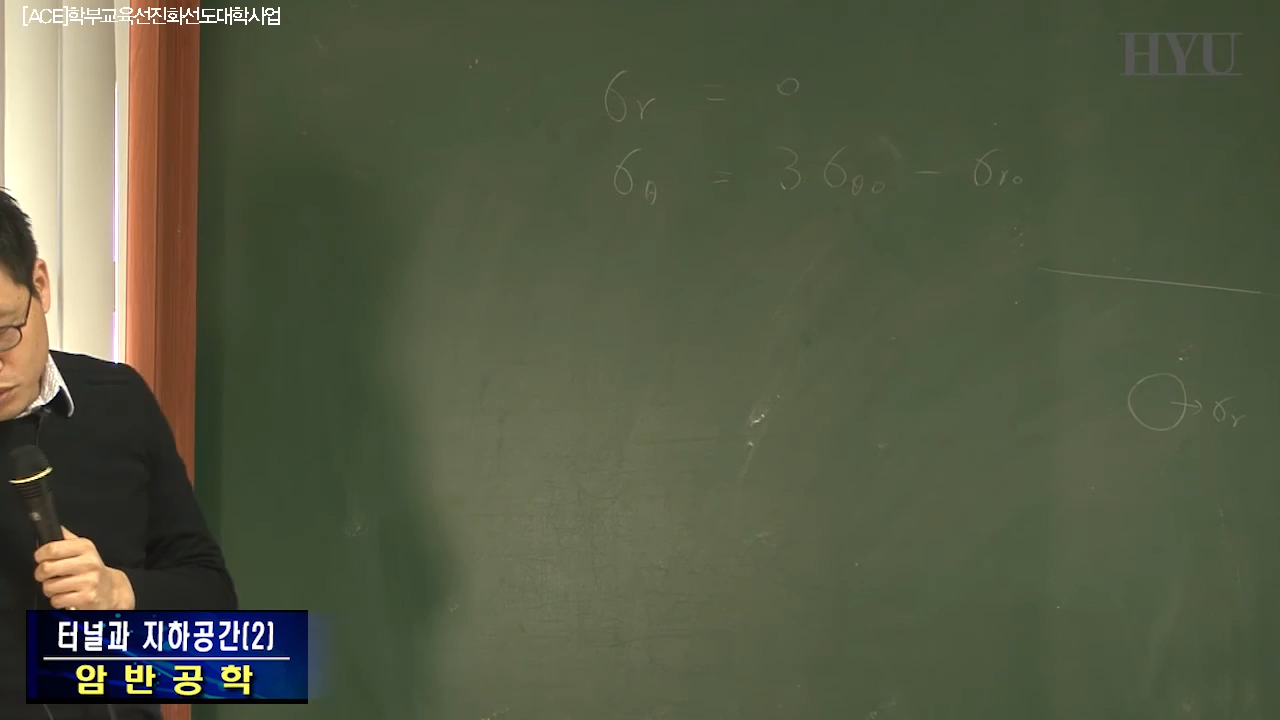 [ACE]학부교육선진화선도대학사업
HYU
σr = 0
σθ = 3σθ0 - σr0
σr
터널과 지하공간(2)
암반공학